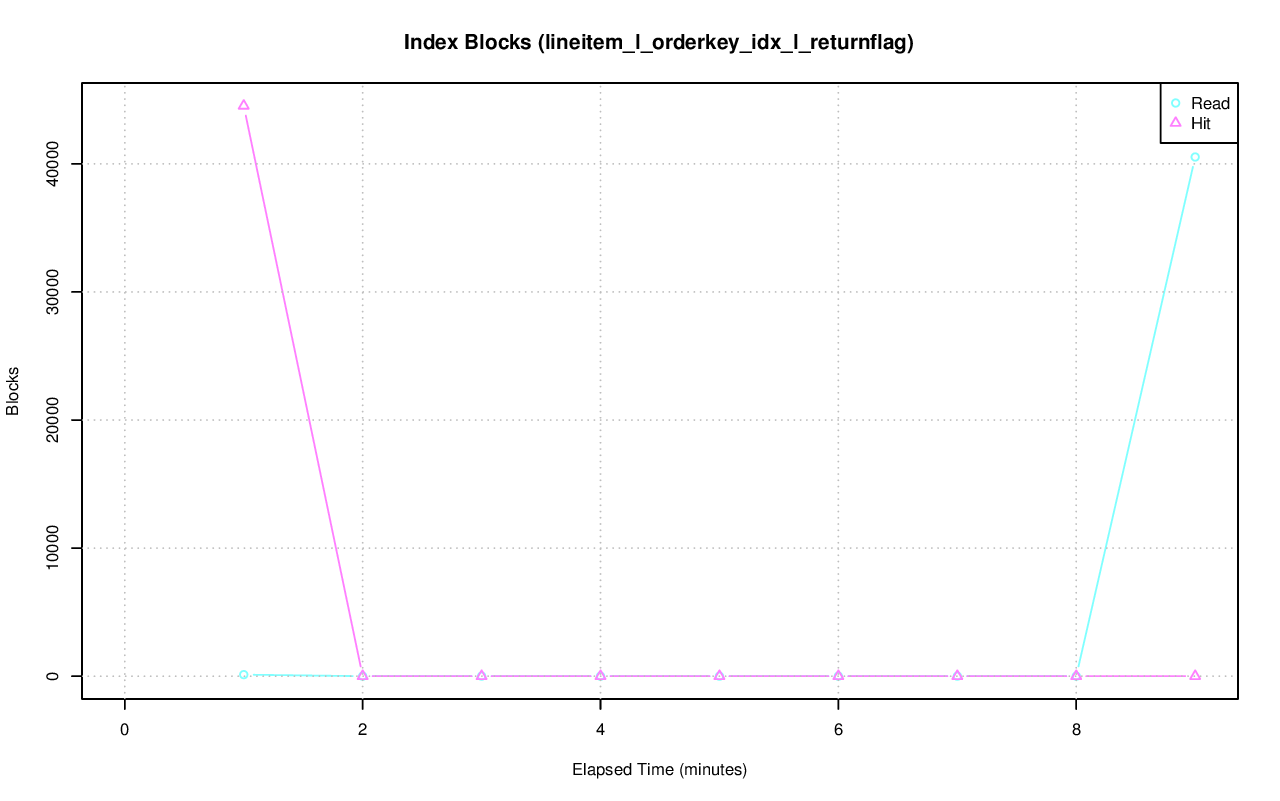 Index Blocks (lineitem_l_orderkey_idx_l_returnflag)
Read
Hit
Blocks
40000
30000
20000
10000
0
0 2 4 6 8
Elapsed Time (minutes)